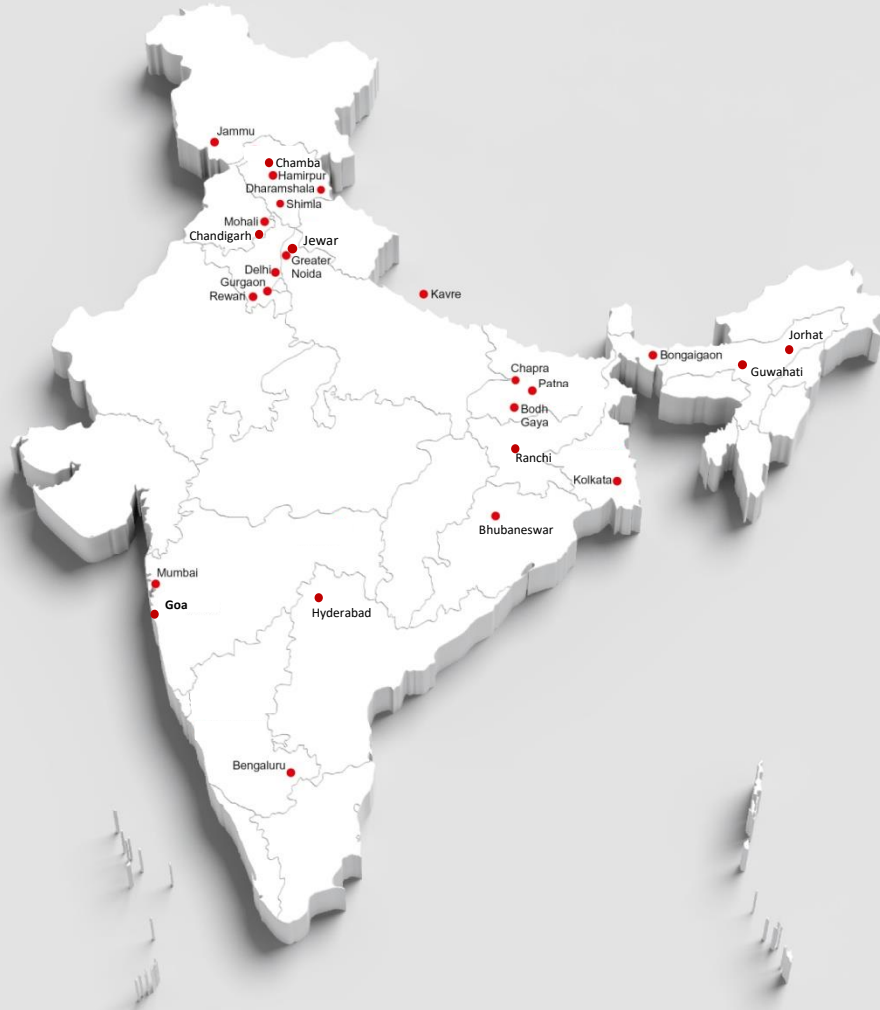 Jammu
Chamba
Hamirpur
Dharamshala
Shimla
Mohali
Chandigarh
Jewar
Greater
Noida
Delhi
Gurgaon
Rewari
Kavre
Jorhat
Bongaigaon
Guwahati
Chapra
Patna
Bodh
Gaya
Ranchi
Kolkata
Bhubaneswar
Mumbai
Goa
Hyderabad
Bengaluru